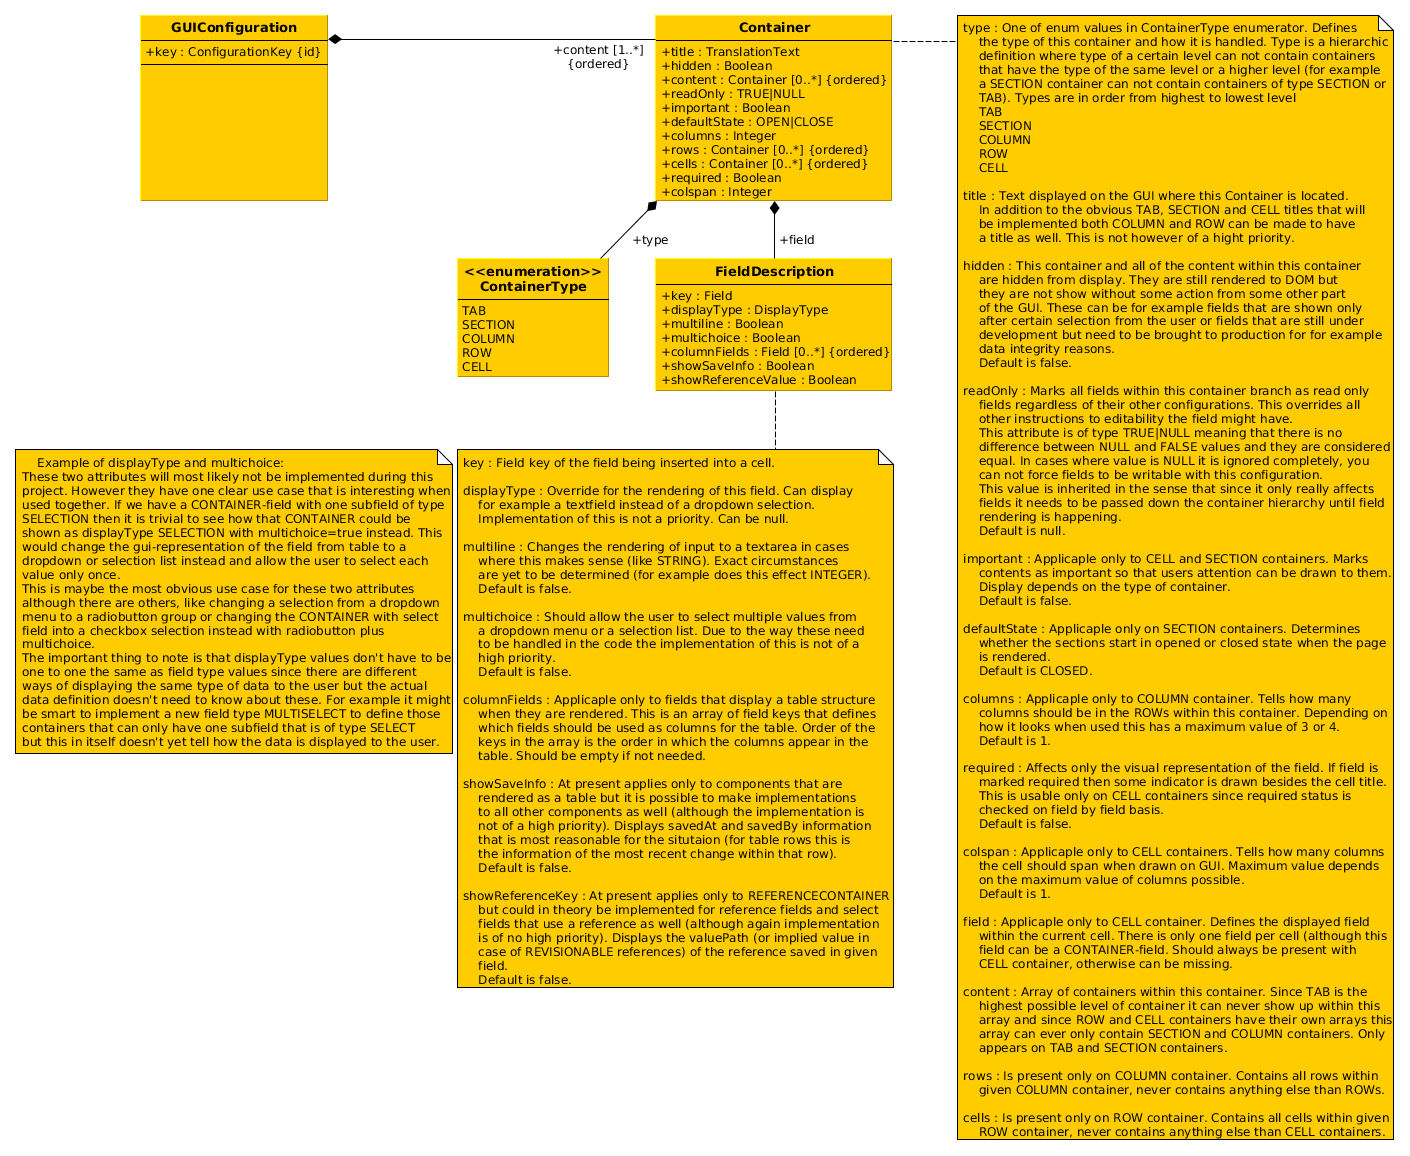 GUIConfiguration
+key : ConfigurationKey {id}
+content [1..*]
{ordered}
Container
+title : TranslationText
+hidden : Boolean
+content : Container [0..*] {ordered}
+readOnly : TRUE|NULL
+important : Boolean
+defaultState : OPEN|CLOSE
+columns : Integer
+rows : Container [0..*] {ordered}
+cells : Container [0..*] {ordered}
+required : Boolean
+colspan : Integer
+type
+field
<<enumeration>>
ContainerType
TAB
SECTION
COLUMN
ROW
CELL
FieldDescription
+key : Field
+displayType : DisplayType
+multiline : Boolean
+multichoice : Boolean
+columnFields : Field [0..*] {ordered}
+showSaveInfo : Boolean
+showReferenceValue : Boolean
Example of displayType and multichoice:
These two attributes will most likely not be implemented during this
project. However they have one clear use case that is interesting when
used together. If we have a CONTAINER-field with one subfield of type
SELECTION then it is trivial to see how that CONTAINER could be
shown as displayType SELECTION with multichoice=true instead. This
would change the gui-representation of the field from table to a
dropdown or selection list instead and allow the user to select each
value only once.
This is maybe the most obvious use case for these two attributes
although there are others, like changing a selection from a dropdown
menu to a radiobutton group or changing the CONTAINER with select
field into a checkbox selection instead with radiobutton plus
multichoice.
The important thing to note is that displayType values don't have to be
one to one the same as field type values since there are different
ways of displaying the same type of data to the user but the actual
data definition doesn't need to know about these. For example it might
be smart to implement a new field type MULTISELECT to define those
containers that can only have one subfield that is of type SELECT
but this in itself doesn't yet tell how the data is displayed to the user.
key : Field key of the field being inserted into a cell.
displayType : Override for the rendering of this field. Can display
for example a textfield instead of a dropdown selection.
Implementation of this is not a priority. Can be null.
multiline : Changes the rendering of input to a textarea in cases
where this makes sense (like STRING). Exact circumstances
are yet to be determined (for example does this effect INTEGER).
Default is false.
multichoice : Should allow the user to select multiple values from
a dropdown menu or a selection list. Due to the way these need
to be handled in the code the implementation of this is not of a
high priority.
Default is false.
columnFields : Applicaple only to fields that display a table structure
when they are rendered. This is an array of field keys that defines
which fields should be used as columns for the table. Order of the
keys in the array is the order in which the columns appear in the
table. Should be empty if not needed.
showSaveInfo : At present applies only to components that are
rendered as a table but it is possible to make implementations
to all other components as well (although the implementation is
not of a high priority). Displays savedAt and savedBy information
that is most reasonable for the situtaion (for table rows this is
the information of the most recent change within that row).
Default is false.
showReferenceKey : At present applies only to REFERENCECONTAINER
but could in theory be implemented for reference fields and select
fields that use a reference as well (although again implementation
is of no high priority). Displays the valuePath (or implied value in
case of REVISIONABLE references) of the reference saved in given
field.
Default is false.
type : One of enum values in ContainerType enumerator. Defines
the type of this container and how it is handled. Type is a hierarchic
definition where type of a certain level can not contain containers
that have the type of the same level or a higher level (for example
a SECTION container can not contain containers of type SECTION or
TAB). Types are in order from highest to lowest level
TAB
SECTION
COLUMN
ROW
CELL
title : Text displayed on the GUI where this Container is located.
In addition to the obvious TAB, SECTION and CELL titles that will
be implemented both COLUMN and ROW can be made to have
a title as well. This is not however of a hight priority.
hidden : This container and all of the content within this container
are hidden from display. They are still rendered to DOM but
they are not show without some action from some other part
of the GUI. These can be for example fields that are shown only
after certain selection from the user or fields that are still under
development but need to be brought to production for for example
data integrity reasons.
Default is false.
readOnly : Marks all fields within this container branch as read only
fields regardless of their other configurations. This overrides all
other instructions to editability the field might have.
This attribute is of type TRUE|NULL meaning that there is no
difference between NULL and FALSE values and they are considered
equal. In cases where value is NULL it is ignored completely, you
can not force fields to be writable with this configuration.
This value is inherited in the sense that since it only really affects
fields it needs to be passed down the container hierarchy until field
rendering is happening.
Default is null.
important : Applicaple only to CELL and SECTION containers. Marks
contents as important so that users attention can be drawn to them.
Display depends on the type of container.
Default is false.
defaultState : Applicaple only on SECTION containers. Determines
whether the sections start in opened or closed state when the page
is rendered.
Default is CLOSED.
columns : Applicaple only to COLUMN container. Tells how many
columns should be in the ROWs within this container. Depending on
how it looks when used this has a maximum value of 3 or 4.
Default is 1.
required : Affects only the visual representation of the field. If field is
marked required then some indicator is drawn besides the cell title.
This is usable only on CELL containers since required status is
checked on field by field basis.
Default is false.
colspan : Applicaple only to CELL containers. Tells how many columns
the cell should span when drawn on GUI. Maximum value depends
on the maximum value of columns possible.
Default is 1.
field : Applicaple only to CELL container. Defines the displayed field
within the current cell. There is only one field per cell (although this
field can be a CONTAINER-field. Should always be present with
CELL container, otherwise can be missing.
content : Array of containers within this container. Since TAB is the
highest possible level of container it can never show up within this
array and since ROW and CELL containers have their own arrays this
array can ever only contain SECTION and COLUMN containers. Only
appears on TAB and SECTION containers.
rows : Is present only on COLUMN container. Contains all rows within
given COLUMN container, never contains anything else than ROWs.
cells : Is present only on ROW container. Contains all cells within given
ROW container, never contains anything else than CELL containers.